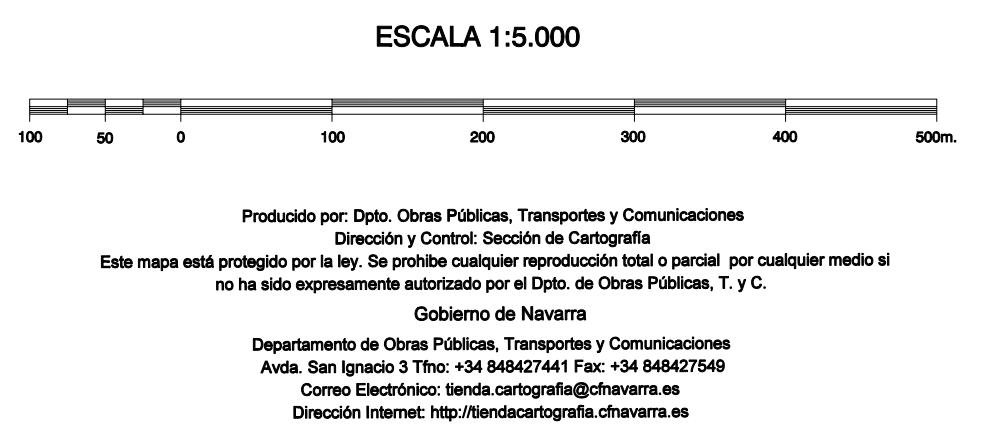 ESCALA 1:5.000
100 50 0 100 200 300 400 500m.
Producido por: Dpto. Obras Públicas, Transportes y Comunicaciones
Dirección y Control: Sección de Cartografía
Este mapa está protegido por la ley. Se prohibe cualquier reproducción total o parcial por cualquier medio si
no ha sido expresamente autorizado por el Dpto. de Obras Públicas, T. y C.
Gobierno de Navarra
Departamento de Obras Públicas, Transportes y Comunicaciones
Avda. San Ignacio 3 Tfno: +34 848427441 Fax: +34 848427549
Correo Electrónico: tienda.cartografia@cfnavarra.es
Dirección Internet: http://tiendacartografia.cfnavarra.es